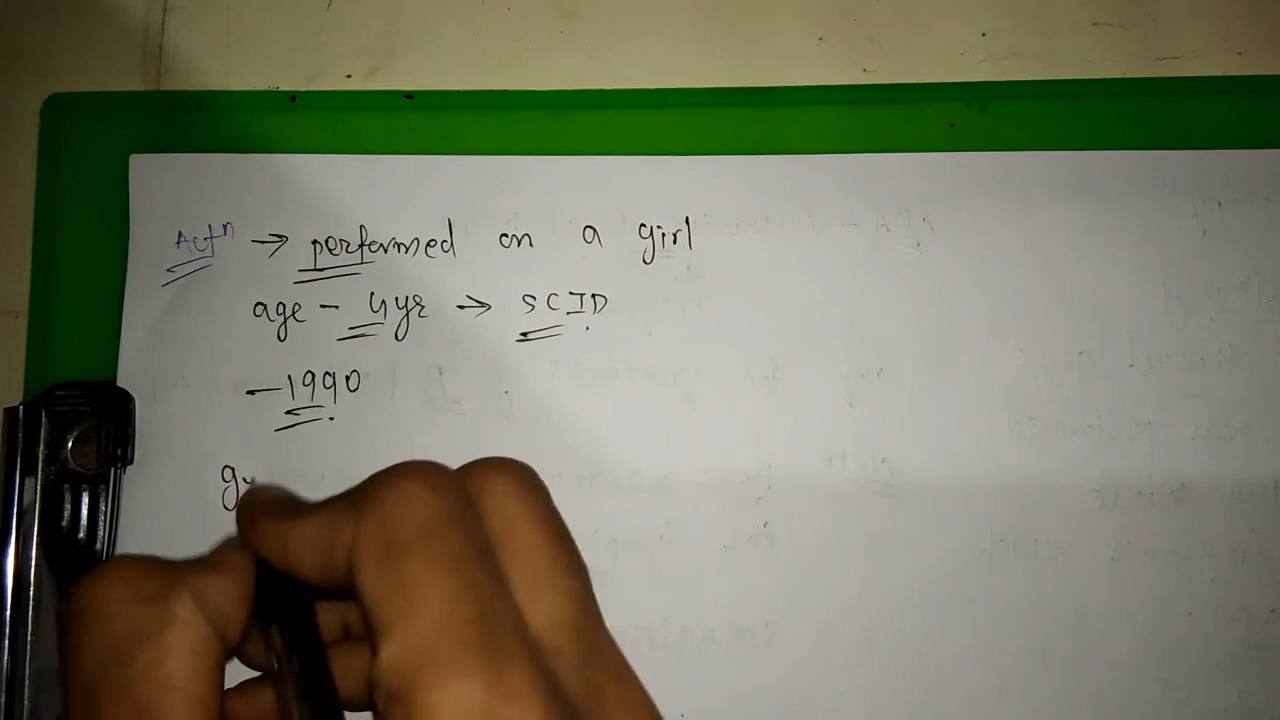 Actⁿ → performed on a girl
age - 4yr → SCID
- 1990
g